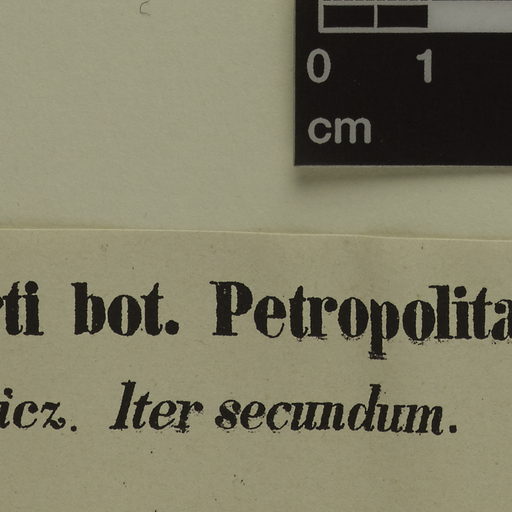 0 1
cm
rti bot. Petropolita
icz. Iter secundum.